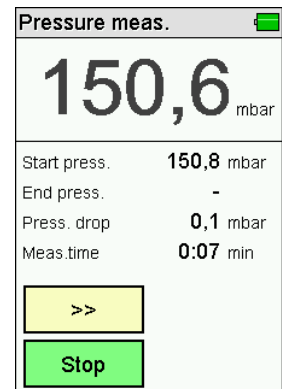 Pressure meas.
150,6 mbar
Start press. 150,8 mbar
End press. -
Press. drop 0,1 mbar
Meas.time 0:07 min
>>
Stop